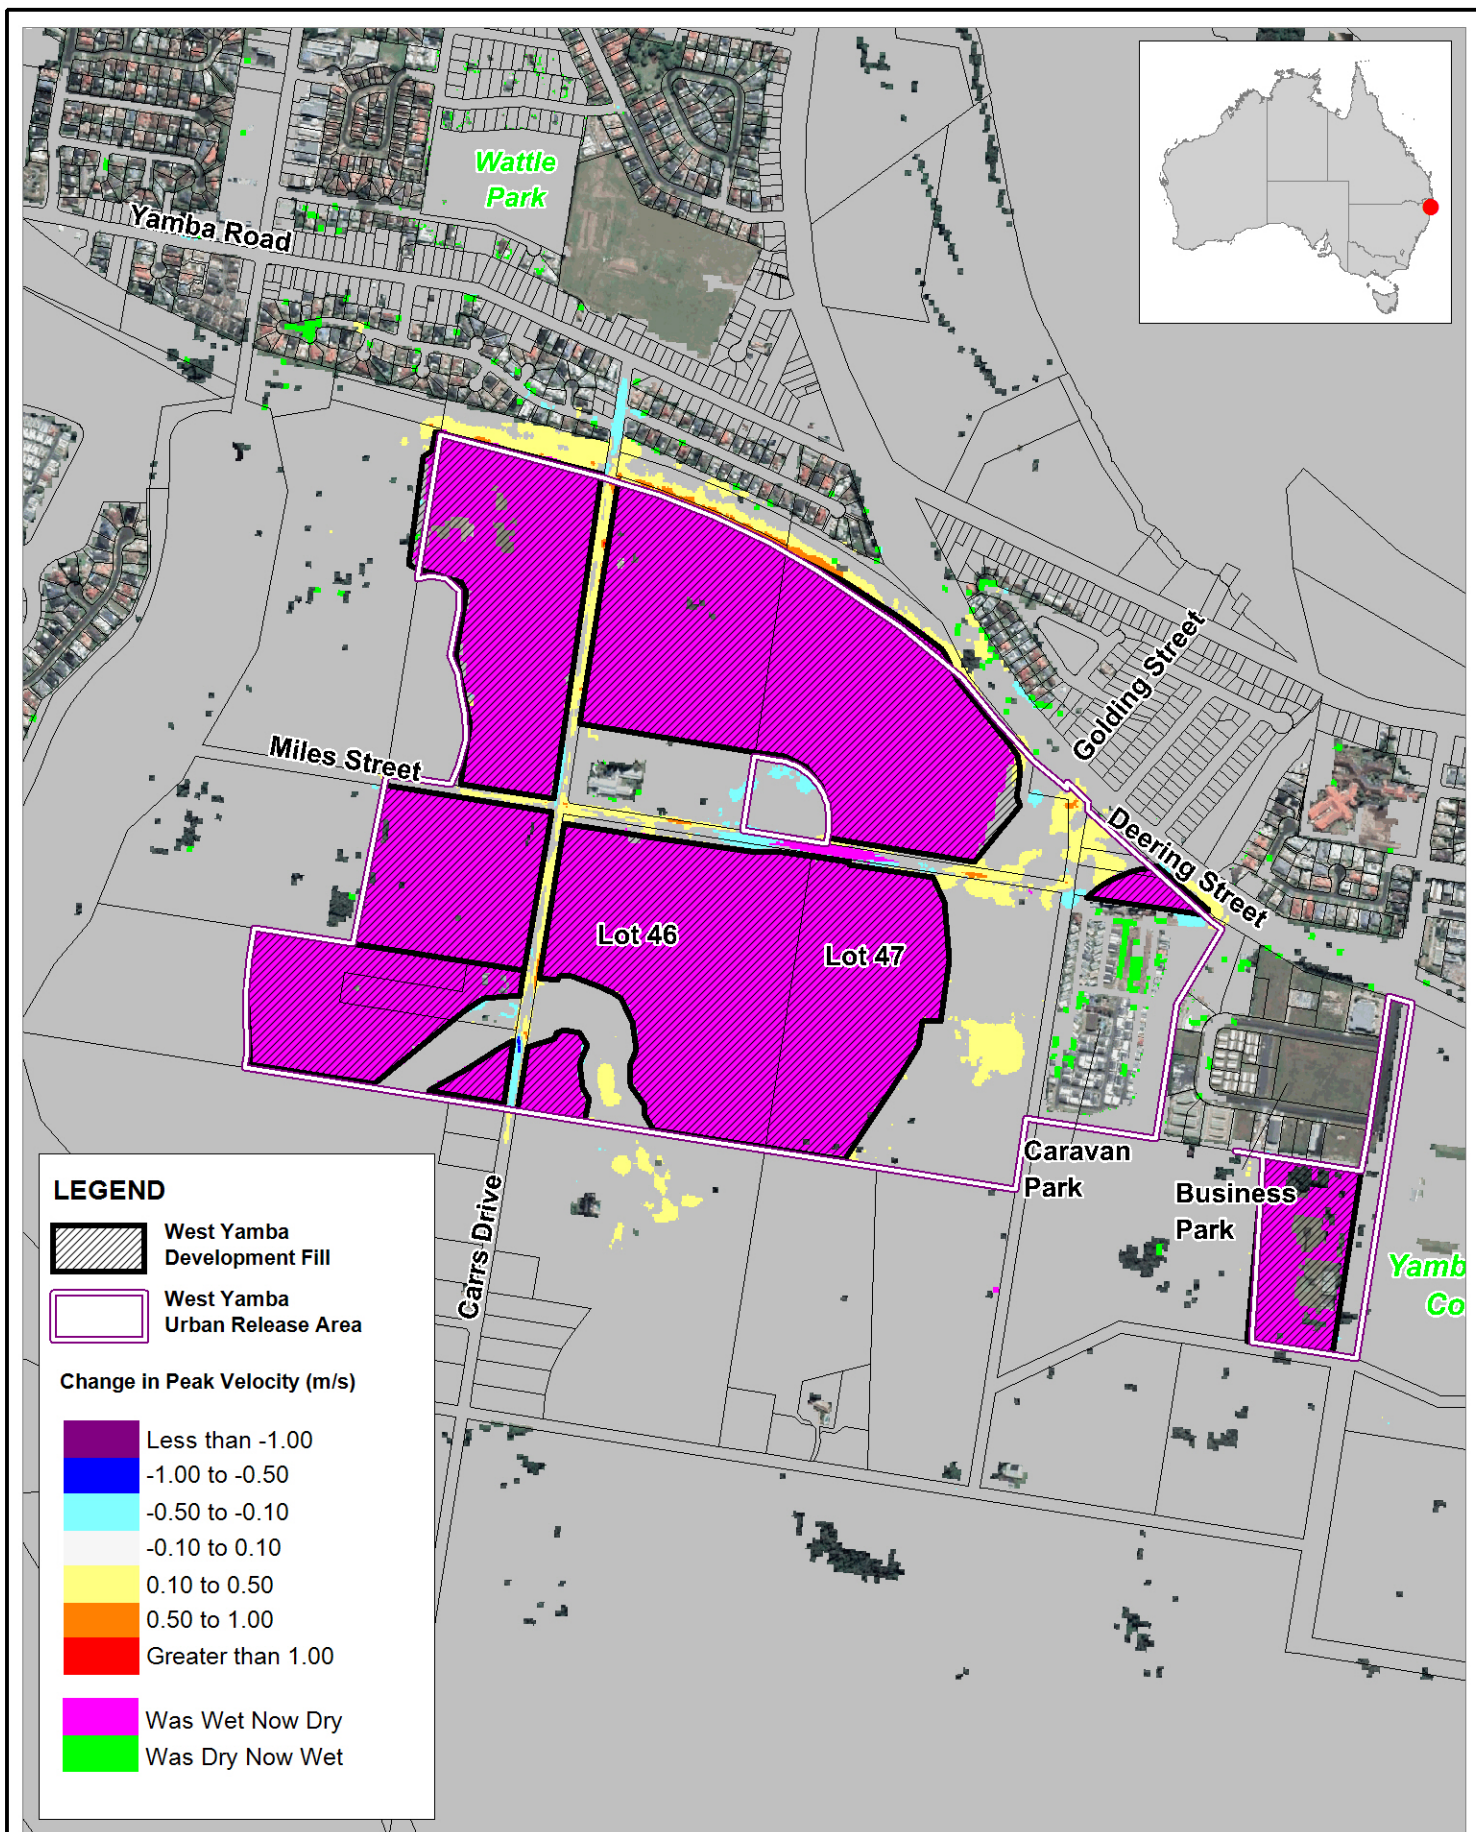 Wattle
Park
Yamba Road
Golding Street
Miles Street
Deering Street
Lot 46
Lot 47
Caravan
Park
Business
Park
Carrs Drive
Yamb
Co
LEGEND
West Yamba
Development Fill
West Yamba
Urban Release Area
Change in Peak Velocity (m/s)
Less than -1.00
-1.00 to -0.50
-0.50 to -0.10
-0.10 to 0.10
0.10 to 0.50
0.50 to 1.00
Greater than 1.00
Was Wet Now Dry
Was Dry Now Wet